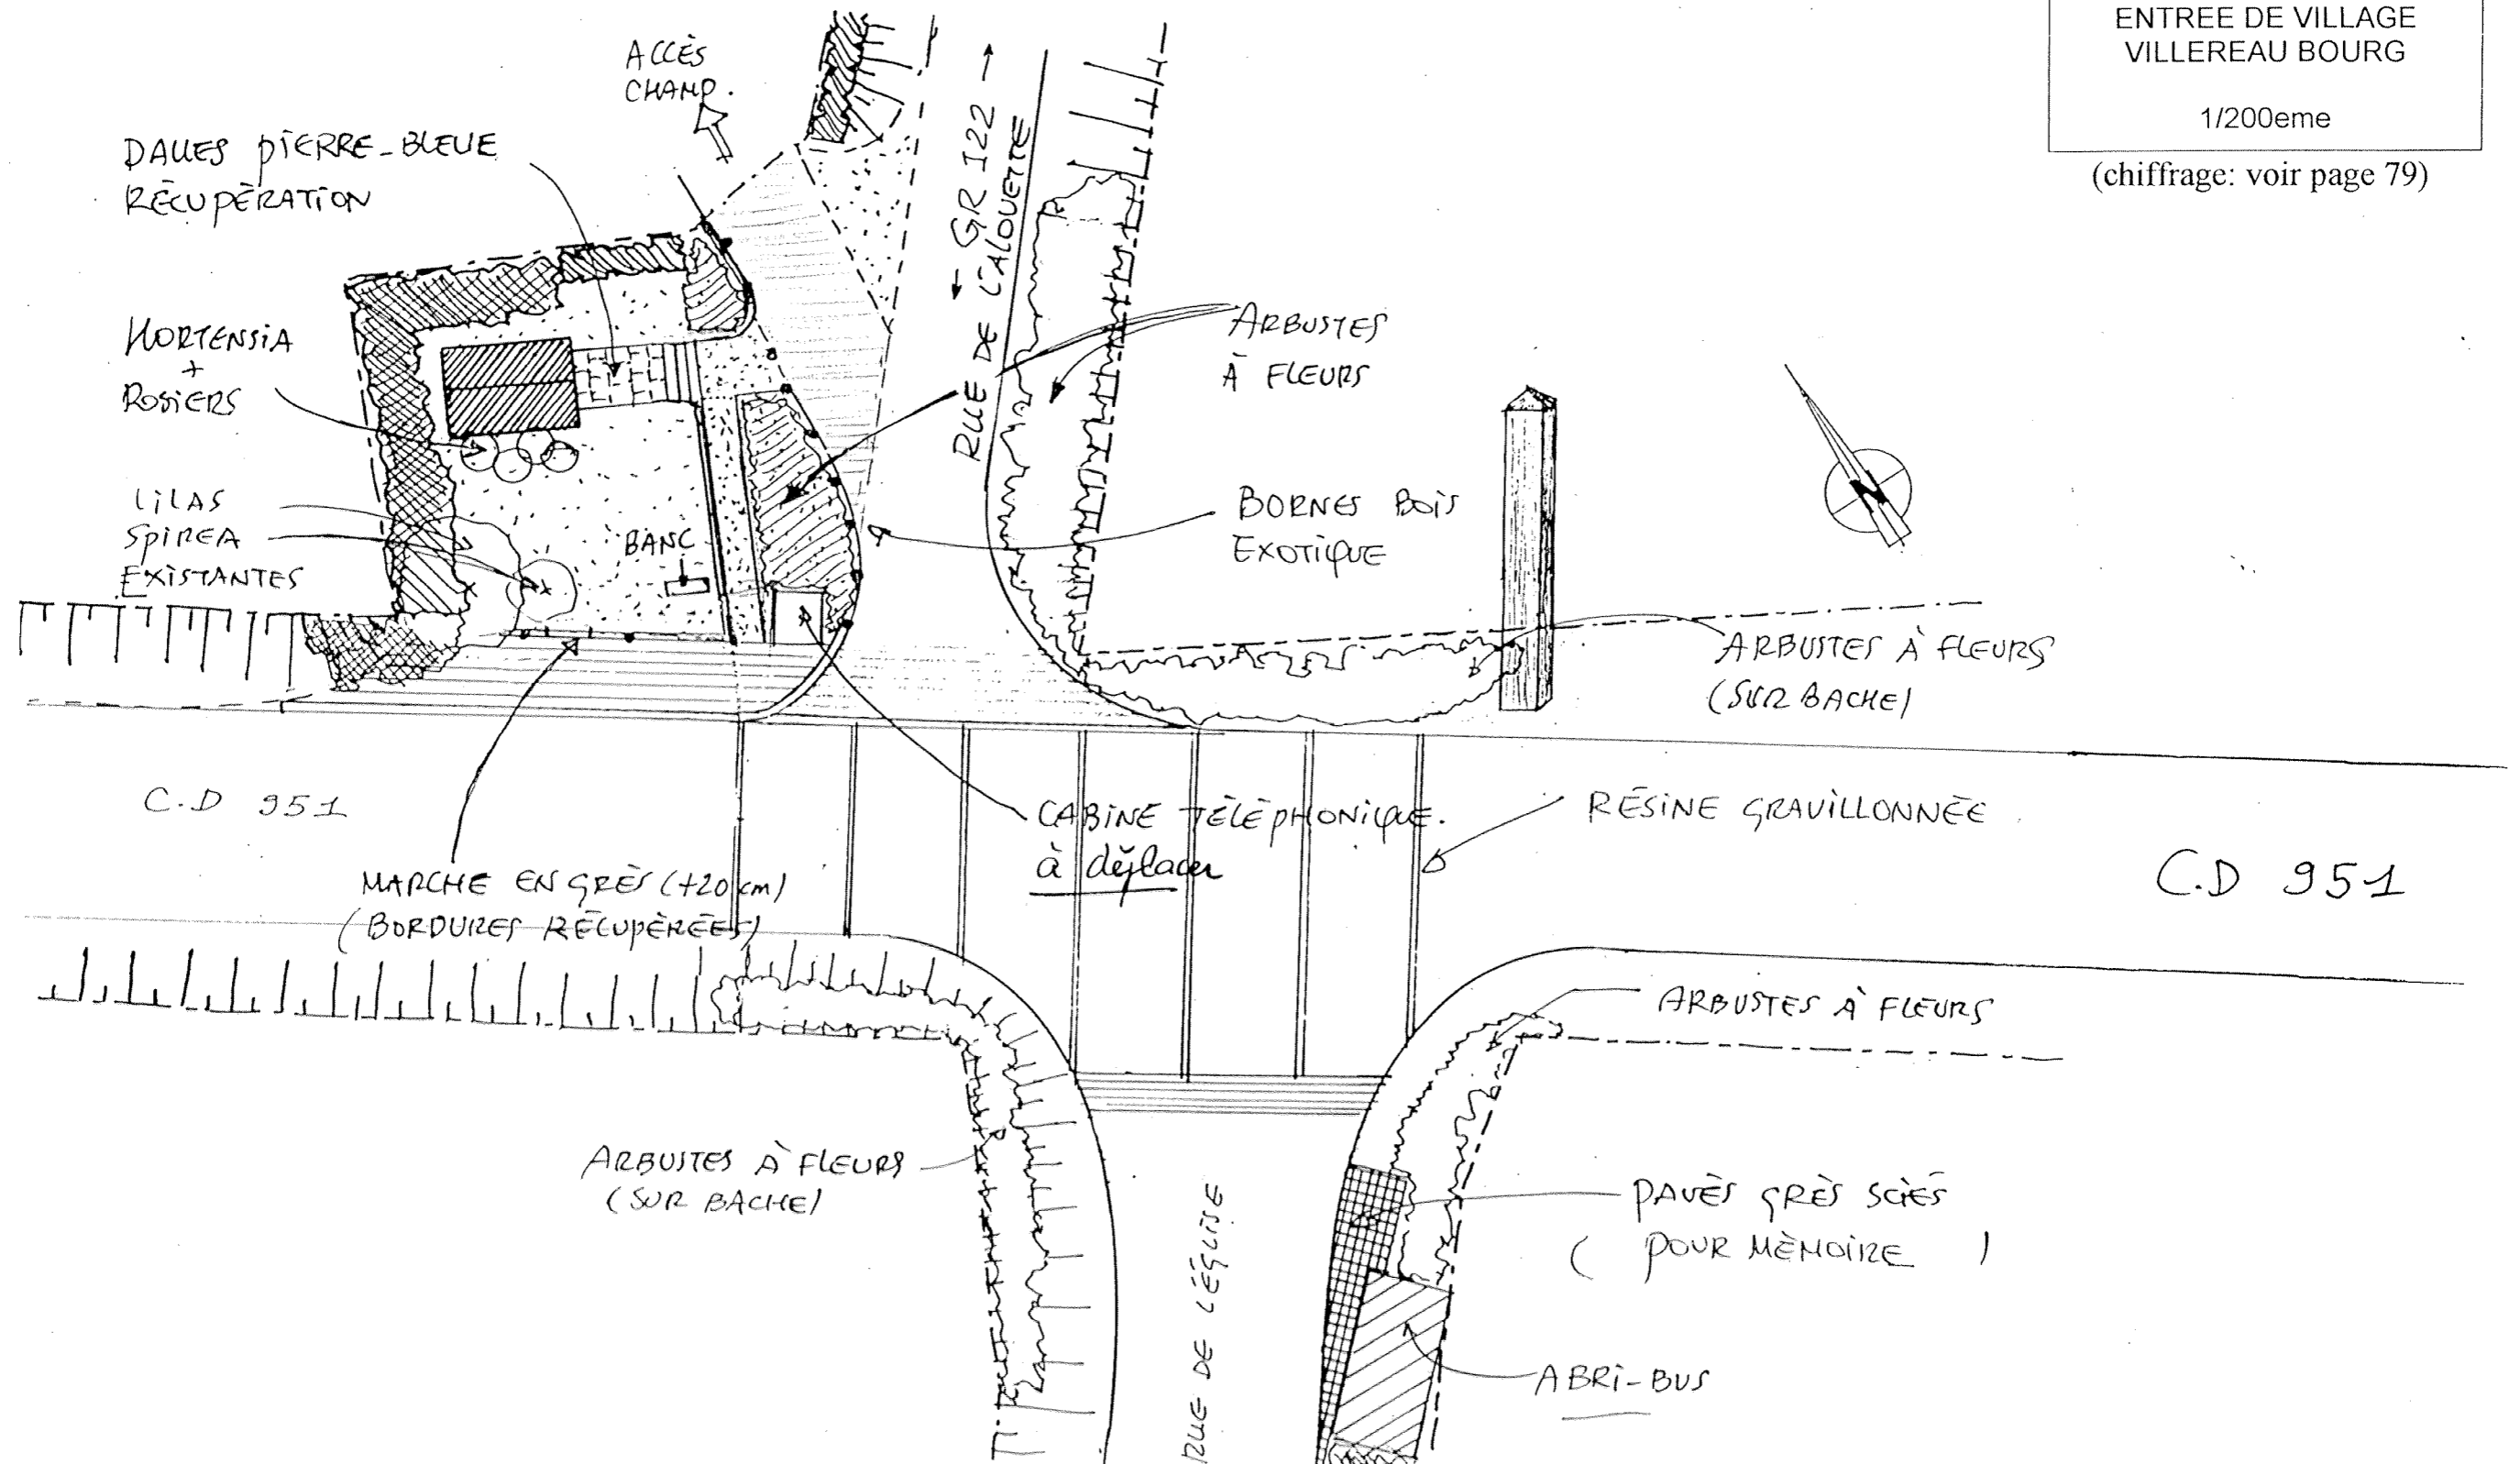 ENTREE DE VILLAGE
VILLEREAU BOURG
1/200eme
(chiffrage: voir page 79)
ACCÈS
CHAMP.
DALLES PIERRE-BLEUE
RÉCUPÉRATION
← GR 122 →
RUE DE L'ALOUETTE
HORTENSIA
+
ROSIERS
ARBUSTES
À FLEURS
LILAS
SPIREA
EXISTANTES
BANC
BORNES BOIS
EXOTIQUE
N
ARBUSTES À FLEURS
(SUR BACHE)
C.D 951
CABINE TÉLÉPHONIQUE.
à déplacer
RÉSINE GRAVILLONNÉE
C.D 951
MARCHE EN GRÈS (+20 cm)
(BORDURES RÉCUPÉRÉES)
ARBUSTES À FLEURS
ARBUSTES À FLEURS
(SUR BACHE)
RUE DE L'ÉGLISE
PAVÉS GRÈS SCIÉS
( POUR MÉMOIRE )
ABRI-BUS